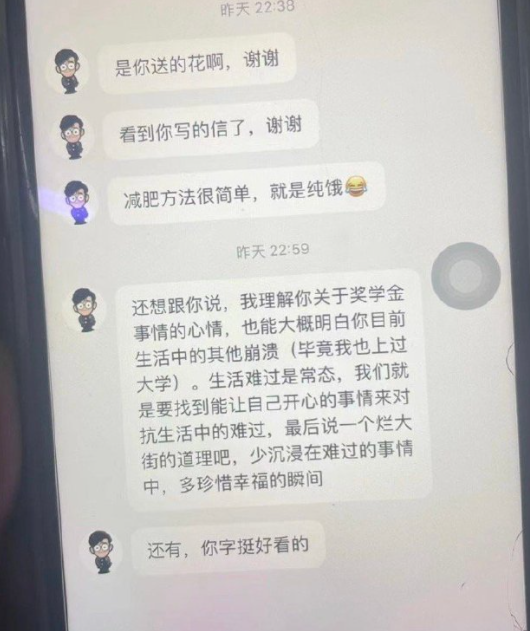 昨天 22:38
是你送的花啊，谢谢
看到你写的信了，谢谢
减肥方法很简单，就是纯饿😂
昨天 22:59
还想跟你说，我理解你关于奖学金
事情的心情，也能大概明白你目前
生活中的其他崩溃（毕竟我也上过
大学）。生活难过是常态，我们就
是要找到能让自己开心的事情来对
抗生活中的难过，最后说一个烂大
街的道理吧，少沉浸在难过的事情
中，多珍惜幸福的瞬间
还有，你字挺好看的